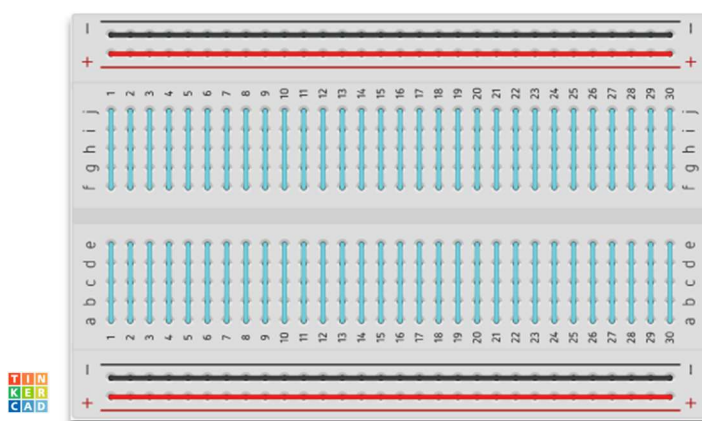 − −
+ +
1 2 3 4 5 6 7 8 9 10 11 12 13 14 15 16 17 18 19 20 21 22 23 24 25 26 27 28 29 30
j j
i i
h h
g g
f f
e e
d d
c c
b b
a a
1 2 3 4 5 6 7 8 9 10 11 12 13 14 15 16 17 18 19 20 21 22 23 24 25 26 27 28 29 30
− −
+ +
TIN
KER
CAD